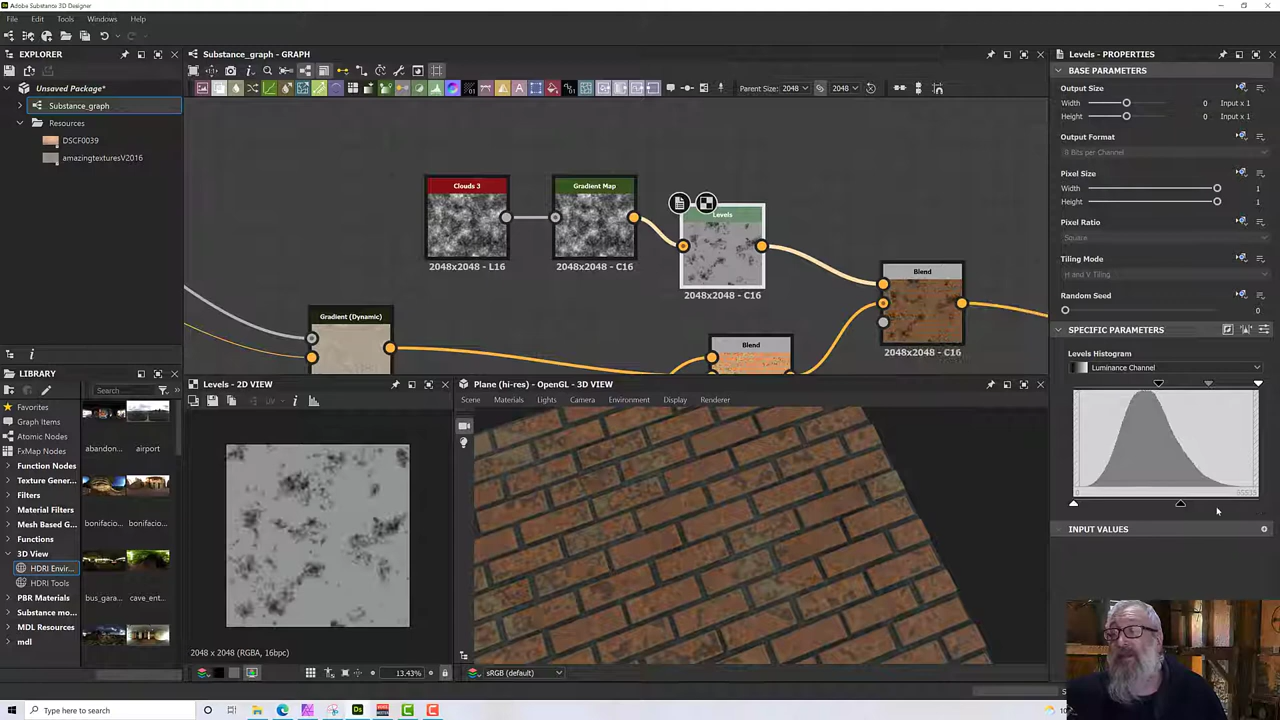 Adobe Substance 3D Designer
File Edit Tools Windows Help
EXPLORER
Unsaved Package*
Substance_graph
Resources
DSCF0039
amazingtexturesV2016
LIBRARY
Search
Favorites
Graph Items
Atomic Nodes
FxMap Nodes
Function Nodes
Texture Gener...
Filters
Material Filters
Mesh Based G...
Functions
3D View
HDRI Envir...
HDRI Tools
PBR Materials
Substance mo...
MDL Resources
mdl
abandon...
airport
bonifacio...
bonifacio...
bus_gara...
cave_ent...
Substance_graph - GRAPH
Parent Size: 2048
2048
Clouds 3
2048x2048 - L16
Gradient Map
2048x2048 - C16
Levels
2048x2048 - C16
Blend
2048x2048 - C16
Gradient (Dynamic)
Blend
Levels - 2D VIEW
UV
2048 x 2048 (RGBA, 16bpc)
13.43%
Plane (hi-res) - OpenGL - 3D VIEW
Scene Materials Lights Camera Environment Display Renderer
sRGB (default)
Levels - PROPERTIES
BASE PARAMETERS
Output Size
Width 0 Input x 1
Height 0 Input x 1
Output Format
8 Bits per Channel
Pixel Size
Width 1
Height 1
Pixel Ratio
Square
Tiling Mode
H and V Tiling
Random Seed
0
SPECIFIC PARAMETERS
Levels Histogram
Luminance Channel
0 65535
INPUT VALUES
Type here to search